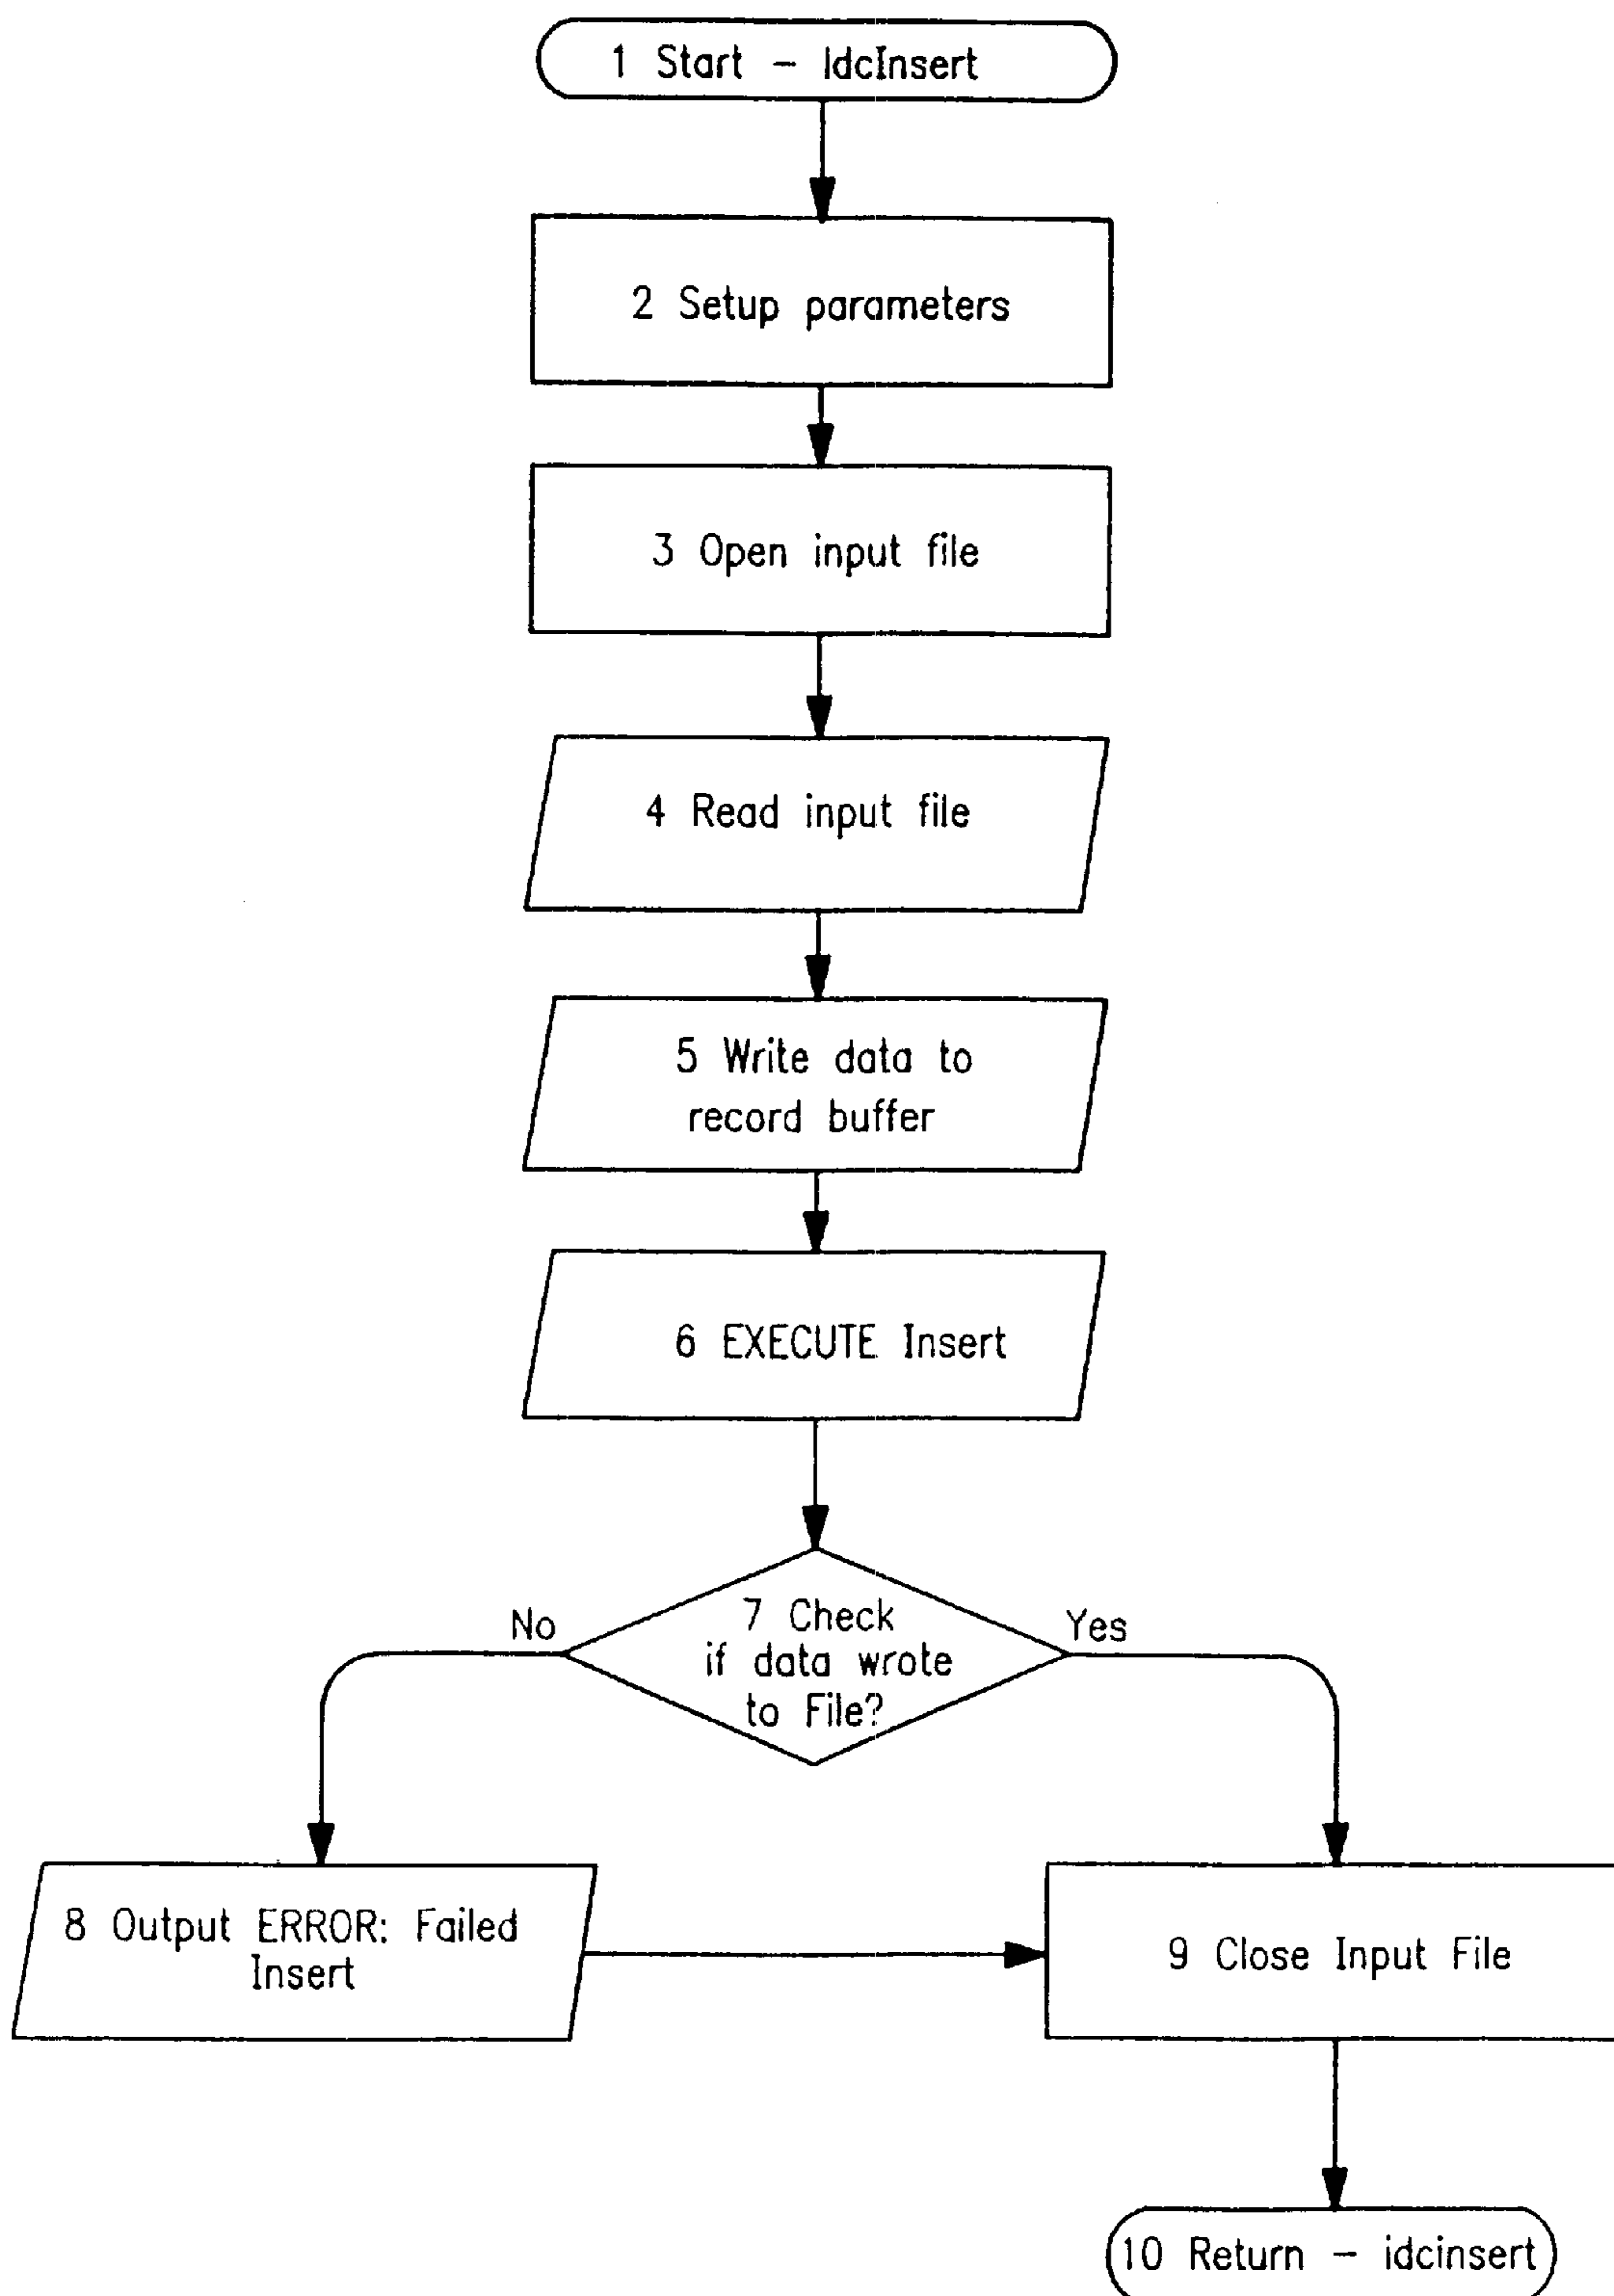 1 Start - IdcInsert
2 Setup parameters
3 Open input file
4 Read input file
5 Write data to
record buffer
6 EXECUTE Insert
7 Check
if data wrote
to File?
No
Yes
8 Output ERROR: Failed
Insert
9 Close Input File
10 Return - idcinsert